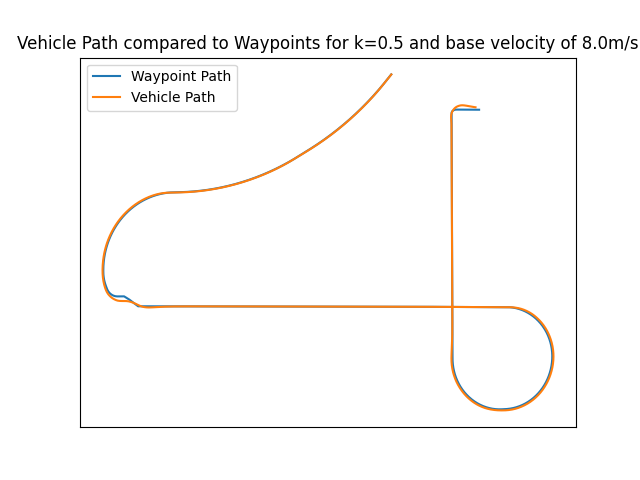 Vehicle Path compared to Waypoints for k=0.5 and base velocity of 8.0m/s
Waypoint Path
Vehicle Path